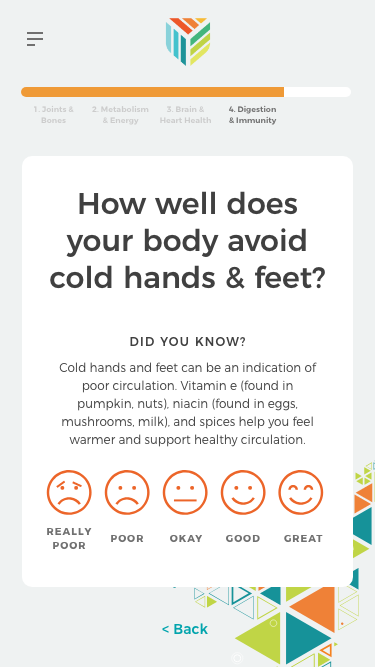 1. Joints & Bones
2. Metabolism & Energy
3. Brain & Heart Health
4. Digestion & Immunity
How well does
your body avoid
cold hands & feet?
DID YOU KNOW?
Cold hands and feet can be an indication of
poor circulation. Vitamin e (found in
pumpkin, nuts), niacin (found in eggs,
mushrooms, milk), and spices help you feel
warmer and support healthy circulation.
REALLY POOR
POOR
OKAY
GOOD
GREAT
< Back